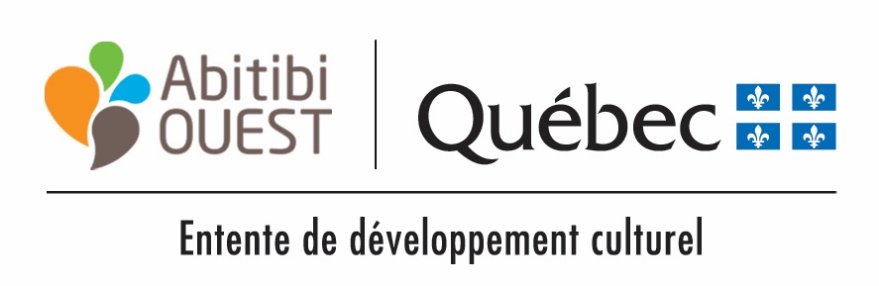 Abitibi
OUEST
Québec
Entente de développement culturel